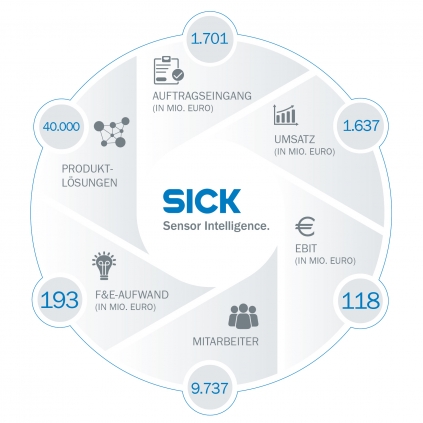 1.701
AUFTRAGSEINGANG
(IN MIO. EURO)
1.637
UMSATZ
(IN MIO. EURO)
EBIT
(IN MIO. EURO)
118
MITARBEITER
9.737
F&E-AUFWAND
(IN MIO. EURO)
193
40.000
PRODUKT-
LÖSUNGEN
SICK
Sensor Intelligence.